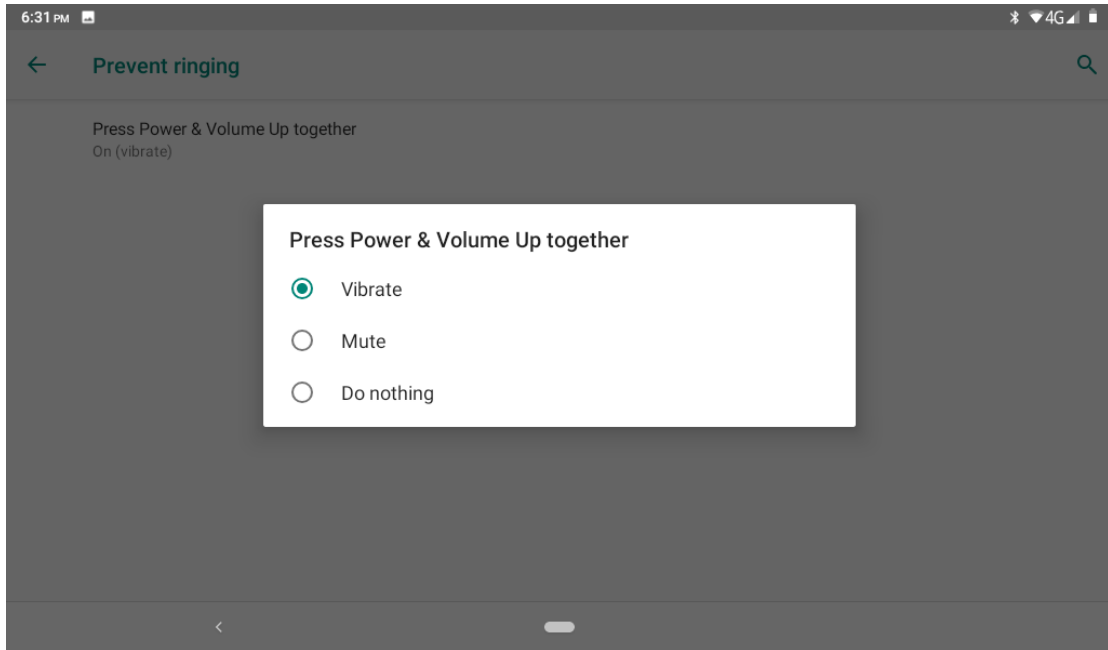 6:31 PM
4G
Prevent ringing
Press Power & Volume Up together
On (vibrate)
Press Power & Volume Up together
Vibrate
Mute
Do nothing